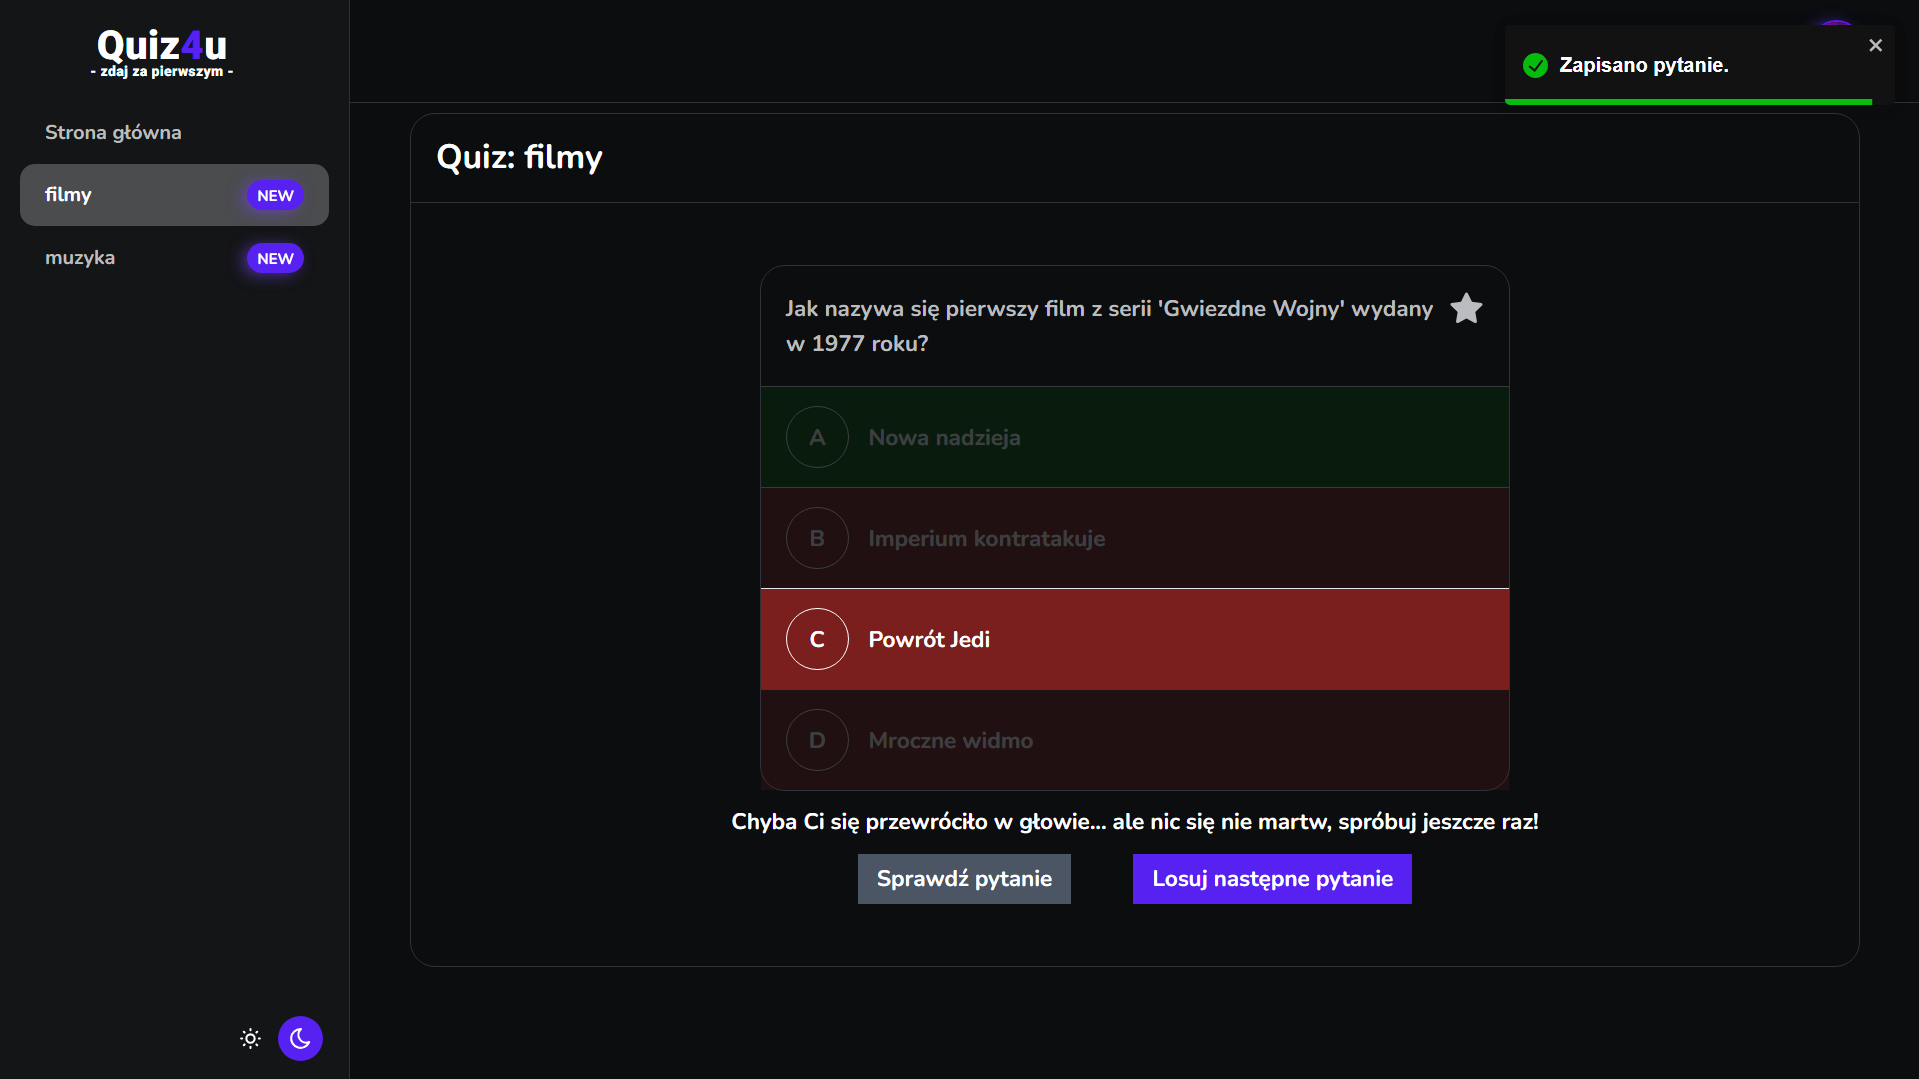 Quiz4u
- zdaj za pierwszym -
Strona główna
filmy NEW
muzyka NEW
Zapisano pytanie.
Quiz: filmy
Jak nazywa się pierwszy film z serii 'Gwiezdne Wojny' wydany
w 1977 roku?
A Nowa nadzieja
B Imperium kontratakuje
C Powrót Jedi
D Mroczne widmo
Chyba Ci się przewróciło w głowie... ale nic się nie martw, spróbuj jeszcze raz!
Sprawdź pytanie
Losuj następne pytanie